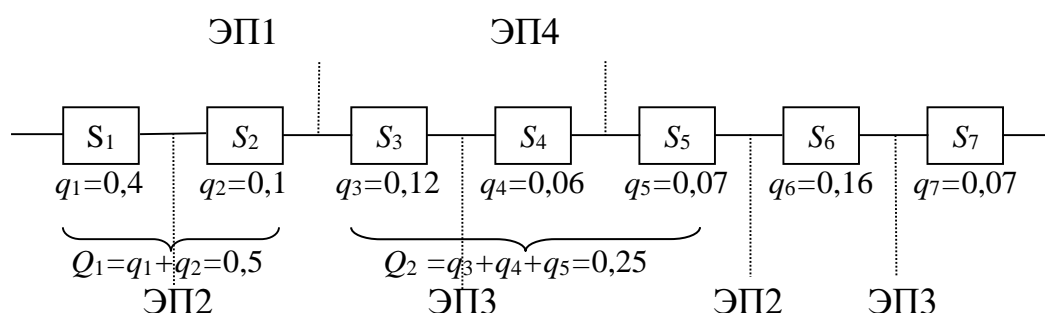 ЭП1 ЭП4
S1 S2 S3 S4 S5 S6 S7
q1=0,4 q2=0,1 q3=0,12 q4=0,06 q5=0,07 q6=0,16 q7=0,07
Q1=q1+q2=0,5 Q2 =q3+q4+q5=0,25
ЭП2 ЭП3 ЭП2 ЭП3